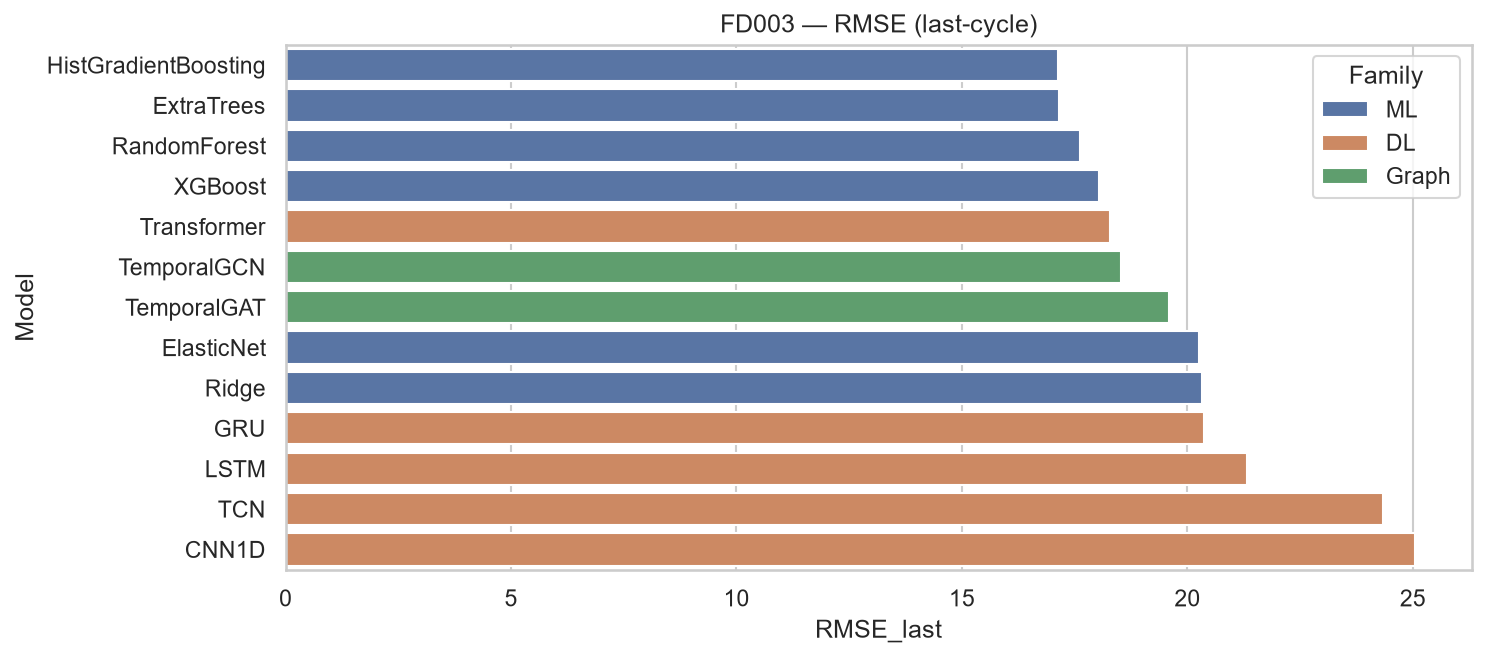 FD003 — RMSE (last-cycle)
HistGradientBoosting
ExtraTrees
RandomForest
XGBoost
Transformer
TemporalGCN
TemporalGAT
ElasticNet
Ridge
GRU
LSTM
TCN
CNN1D
Model
Family
ML
DL
Graph
0 5 10 15 20 25
RMSE_last